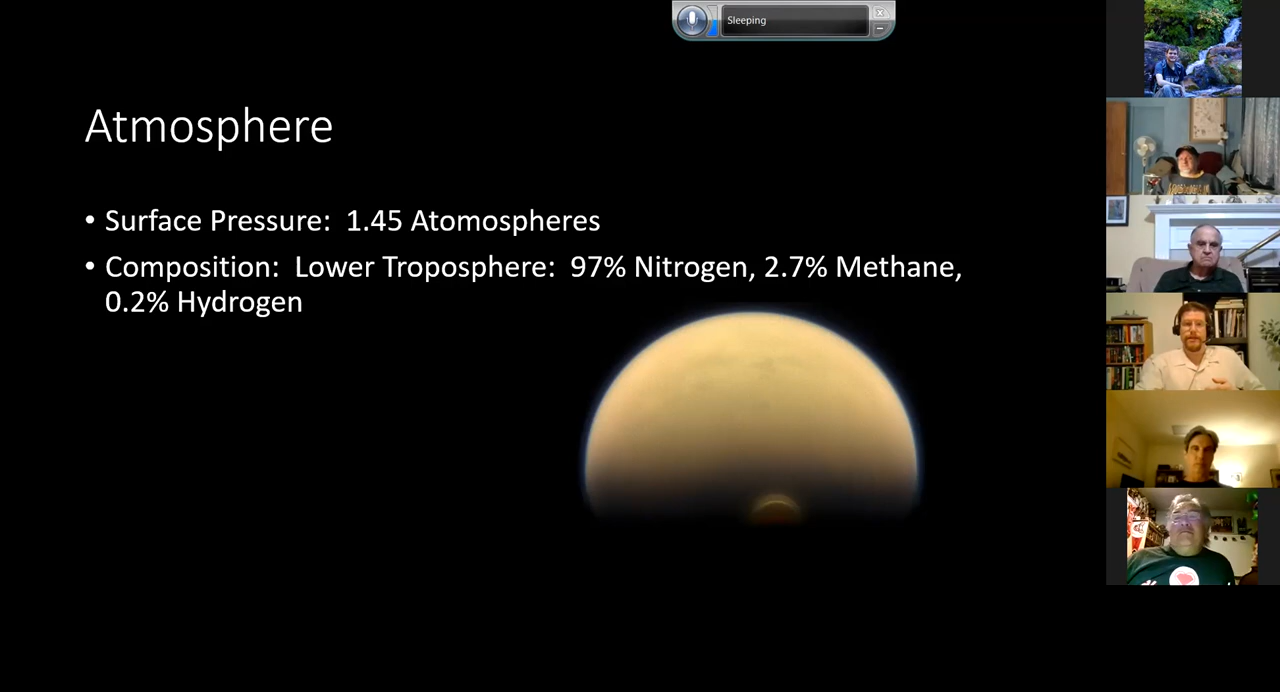 Sleeping
Atmosphere
• Surface Pressure:  1.45 Atomospheres
• Composition:  Lower Troposphere:  97% Nitrogen, 2.7% Methane,
0.2% Hydrogen